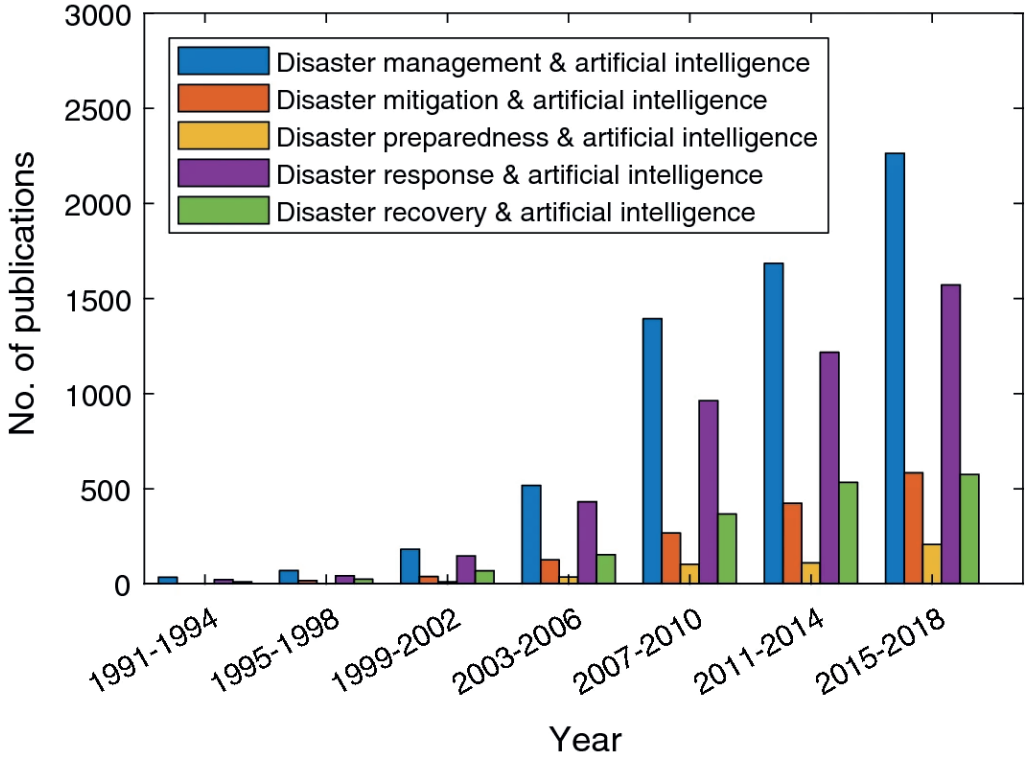 3000
2500
2000
1500
1000
500
0
No. of publications
Disaster management & artificial intelligence
Disaster mitigation & artificial intelligence
Disaster preparedness & artificial intelligence
Disaster response & artificial intelligence
Disaster recovery & artificial intelligence
1991-1994
1995-1998
1999-2002
2003-2006
2007-2010
2011-2014
2015-2018
Year